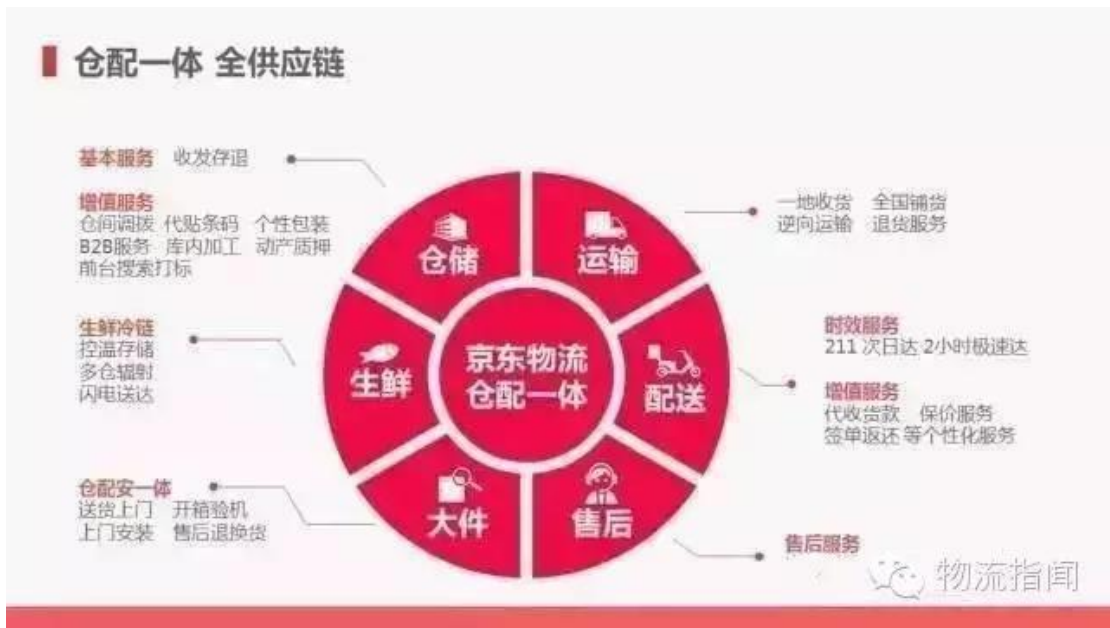 仓配一体 全供应链
基本服务 收发存退
增值服务
仓间调拨 代贴条码 个性包装
B2B服务 库内加工 动产质押
前台搜索打标
生鲜冷链
控温存储
多仓辐射
闪电送达
仓配安一体
送货上门 开箱验机
上门安装 售后退换货
仓储
运输
生鲜
京东物流
仓配一体
配送
大件
售后
一地收货 全国铺货
逆向运输 退货服务
时效服务
211 次日达 2小时极速达
增值服务
代收货款 保价服务
签单返还 等个性化服务
售后服务
物流指闻